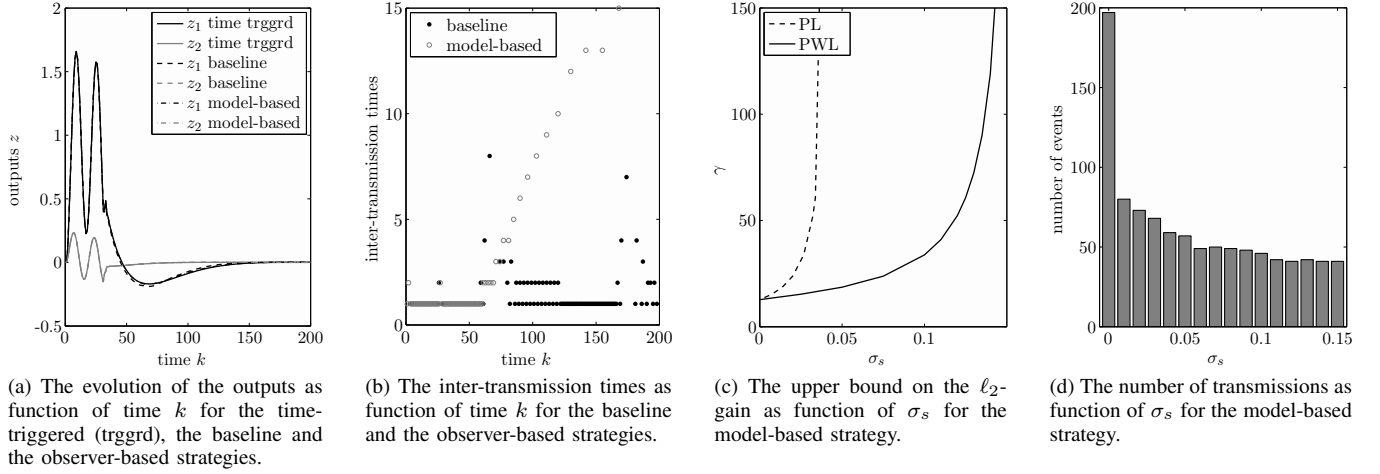 z1 time trggrd
z2 time trggrd
z1 baseline
z2 baseline
z1 model-based
z2 model-based
outputs z
2
1.5
1
0.5
0
-0.5
0 50 100 150 200
time k
(a) The evolution of the outputs as
function of time k for the time-
triggered (trggrd), the baseline and
the observer-based strategies.
baseline
model-based
inter-transmission times
15
10
5
0
0 50 100 150 200
time k
(b) The inter-transmission times as
function of time k for the baseline
and the observer-based strategies.
PL
PWL
γ
150
100
50
0
0 0.05 0.1
σs
(c) The upper bound on the ℓ2-
gain as function of σs for the
model-based strategy.
number of events
200
150
100
50
0
0 0.05 0.1 0.15
σs
(d) The number of transmissions as
function of σs for the model-based
strategy.